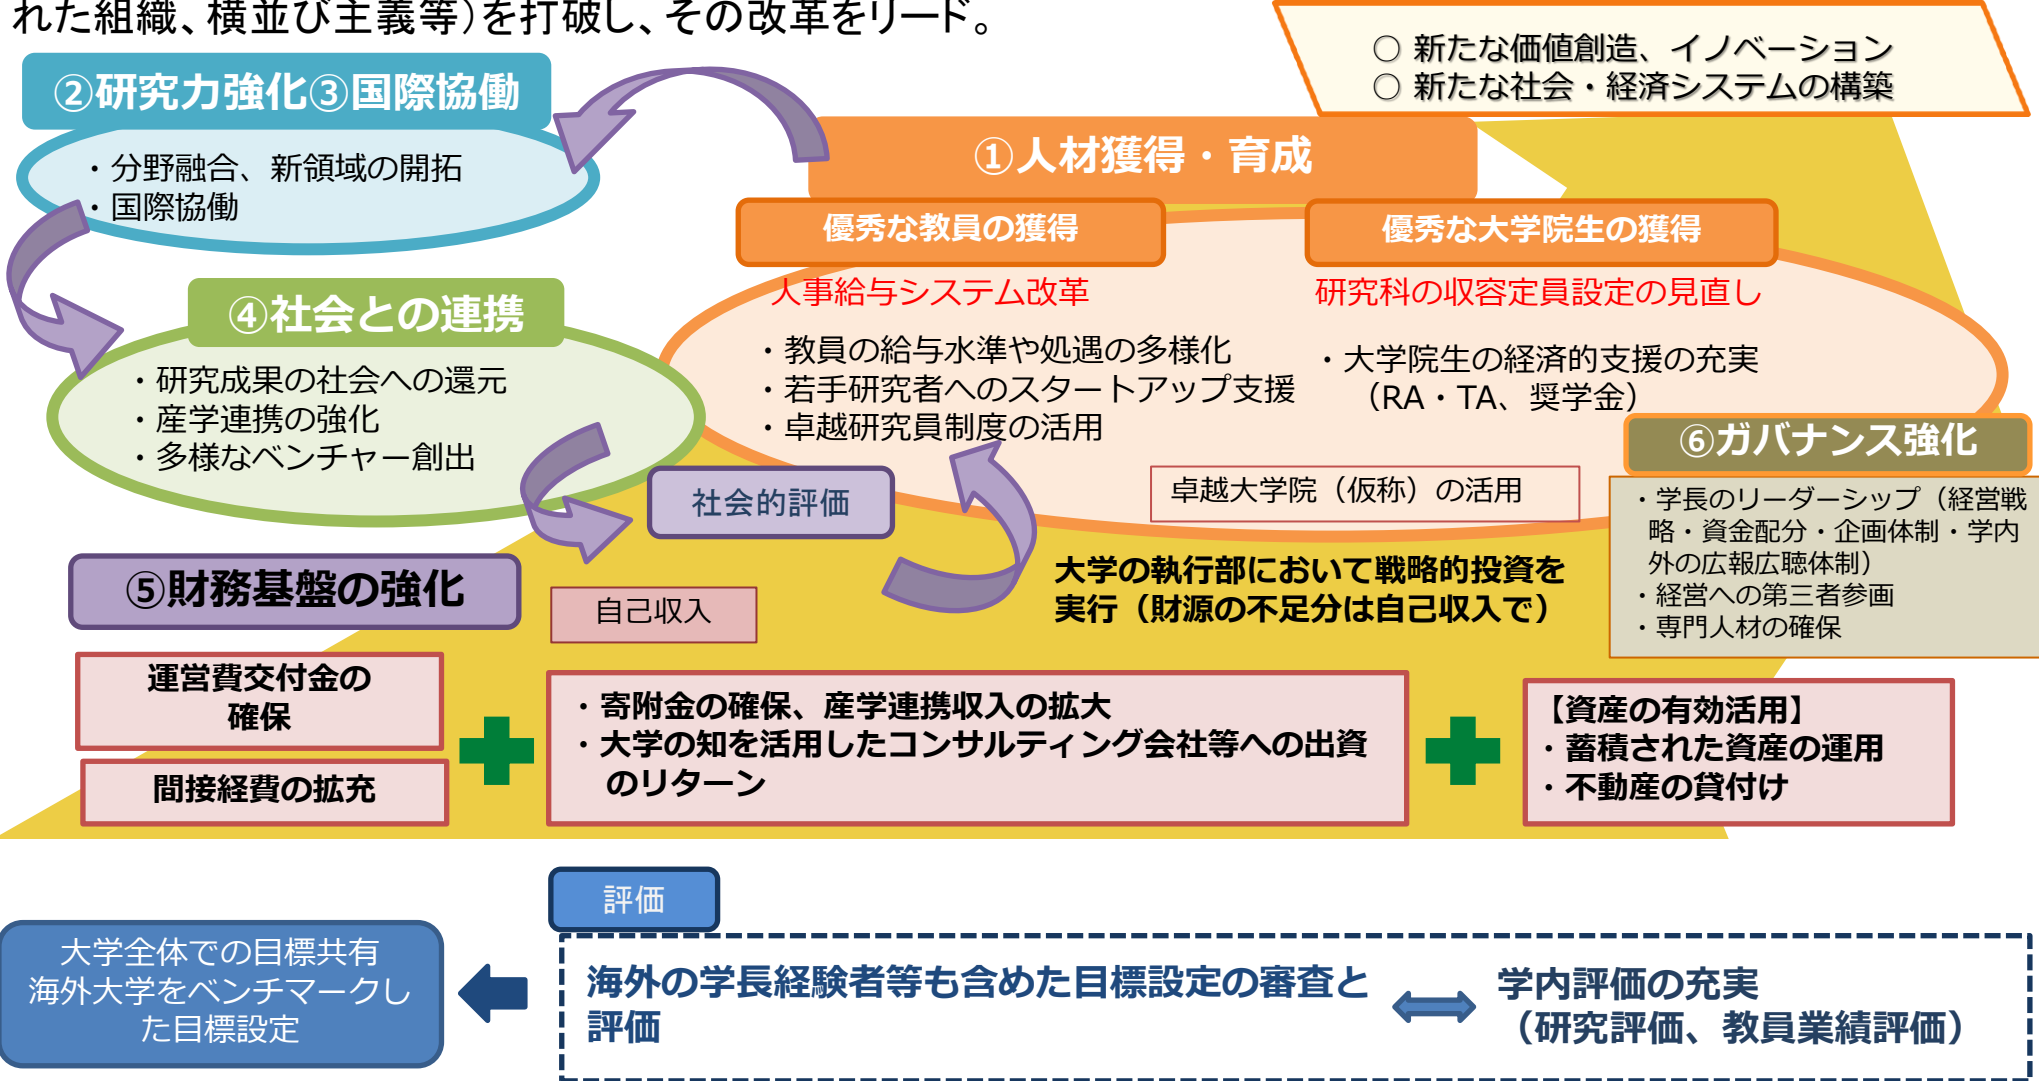 れた組織、横並び主義等）を打破し、その改革をリード。
○ 新たな価値創造、イノベーション
○ 新たな社会・経済システムの構築
②研究力強化③国際協働
・分野融合、新領域の開拓
・国際協働
①人材獲得・育成
優秀な教員の獲得
人事給与システム改革
・教員の給与水準や処遇の多様化
・若手研究者へのスタートアップ支援
・卓越研究員制度の活用
優秀な大学院生の獲得
研究科の収容定員設定の見直し
・大学院生の経済的支援の充実
（RA・TA、奨学金）
卓越大学院（仮称）の活用
④社会との連携
・研究成果の社会への還元
・産学連携の強化
・多様なベンチャー創出
社会的評価
⑥ガバナンス強化
・学長のリーダーシップ（経営戦
略・資金配分・企画体制・学内
外の広報広聴体制）
・経営への第三者参画
・専門人材の確保
⑤財務基盤の強化
自己収入
大学の執行部において戦略的投資を
実行（財源の不足分は自己収入で）
運営費交付金の
確保
間接経費の拡充
・寄附金の確保、産学連携収入の拡大
・大学の知を活用したコンサルティング会社等への出資
のリターン
【資産の有効活用】
・蓄積された資産の運用
・不動産の貸付け
評価
大学全体での目標共有
海外大学をベンチマークし
た目標設定
海外の学長経験者等も含めた目標設定の審査と
評価
学内評価の充実
（研究評価、教員業績評価）